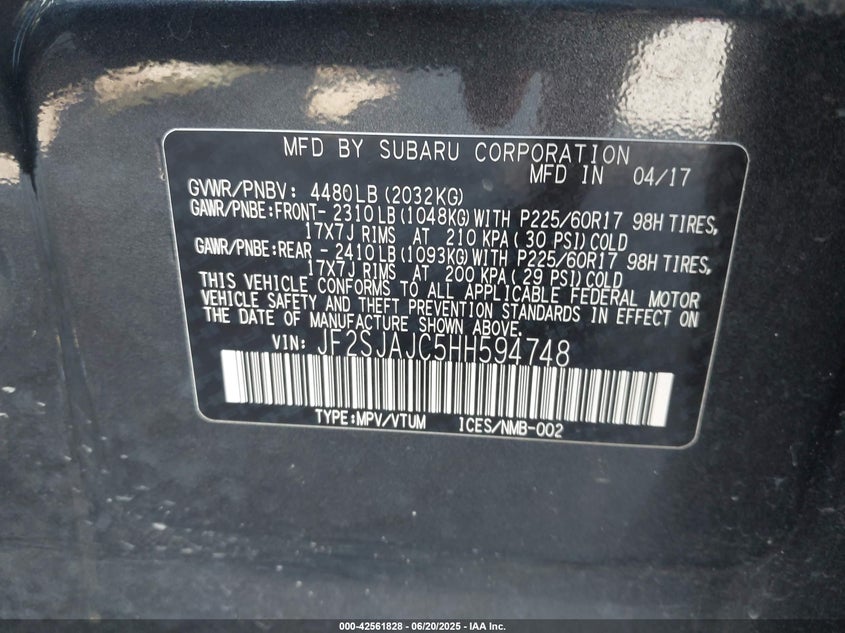 MFD BY SUBARU CORPORATION
MFD IN 04/17
GVWR/PNBV: 4480LB (2032KG)
GAWR/PNBE:FRONT- 2310 LB (1048KG) WITH P225/60R17 98H TIRES,
17X7J RIMS AT 210 KPA ( 30 PSI) COLD
GAWR/PNBE:REAR - 2410 LB (1093KG) WITH P225/60R17 98H TIRES,
17X7J RIMS AT 200 KPA ( 29 PSI) COLD
THIS VEHICLE CONFORMS TO ALL APPLICABLE FEDERAL MOTOR
VEHICLE SAFETY AND THEFT PREVENTION STANDARDS IN EFFECT ON
THE DATE OF MANUFACTURE SHOWN ABOVE.
VIN: JF2SJAJC5HH594748
TYPE:MPV/VTUM ICES/NMB-002
000-42561828 - 06/20/2025 - IAA Inc.